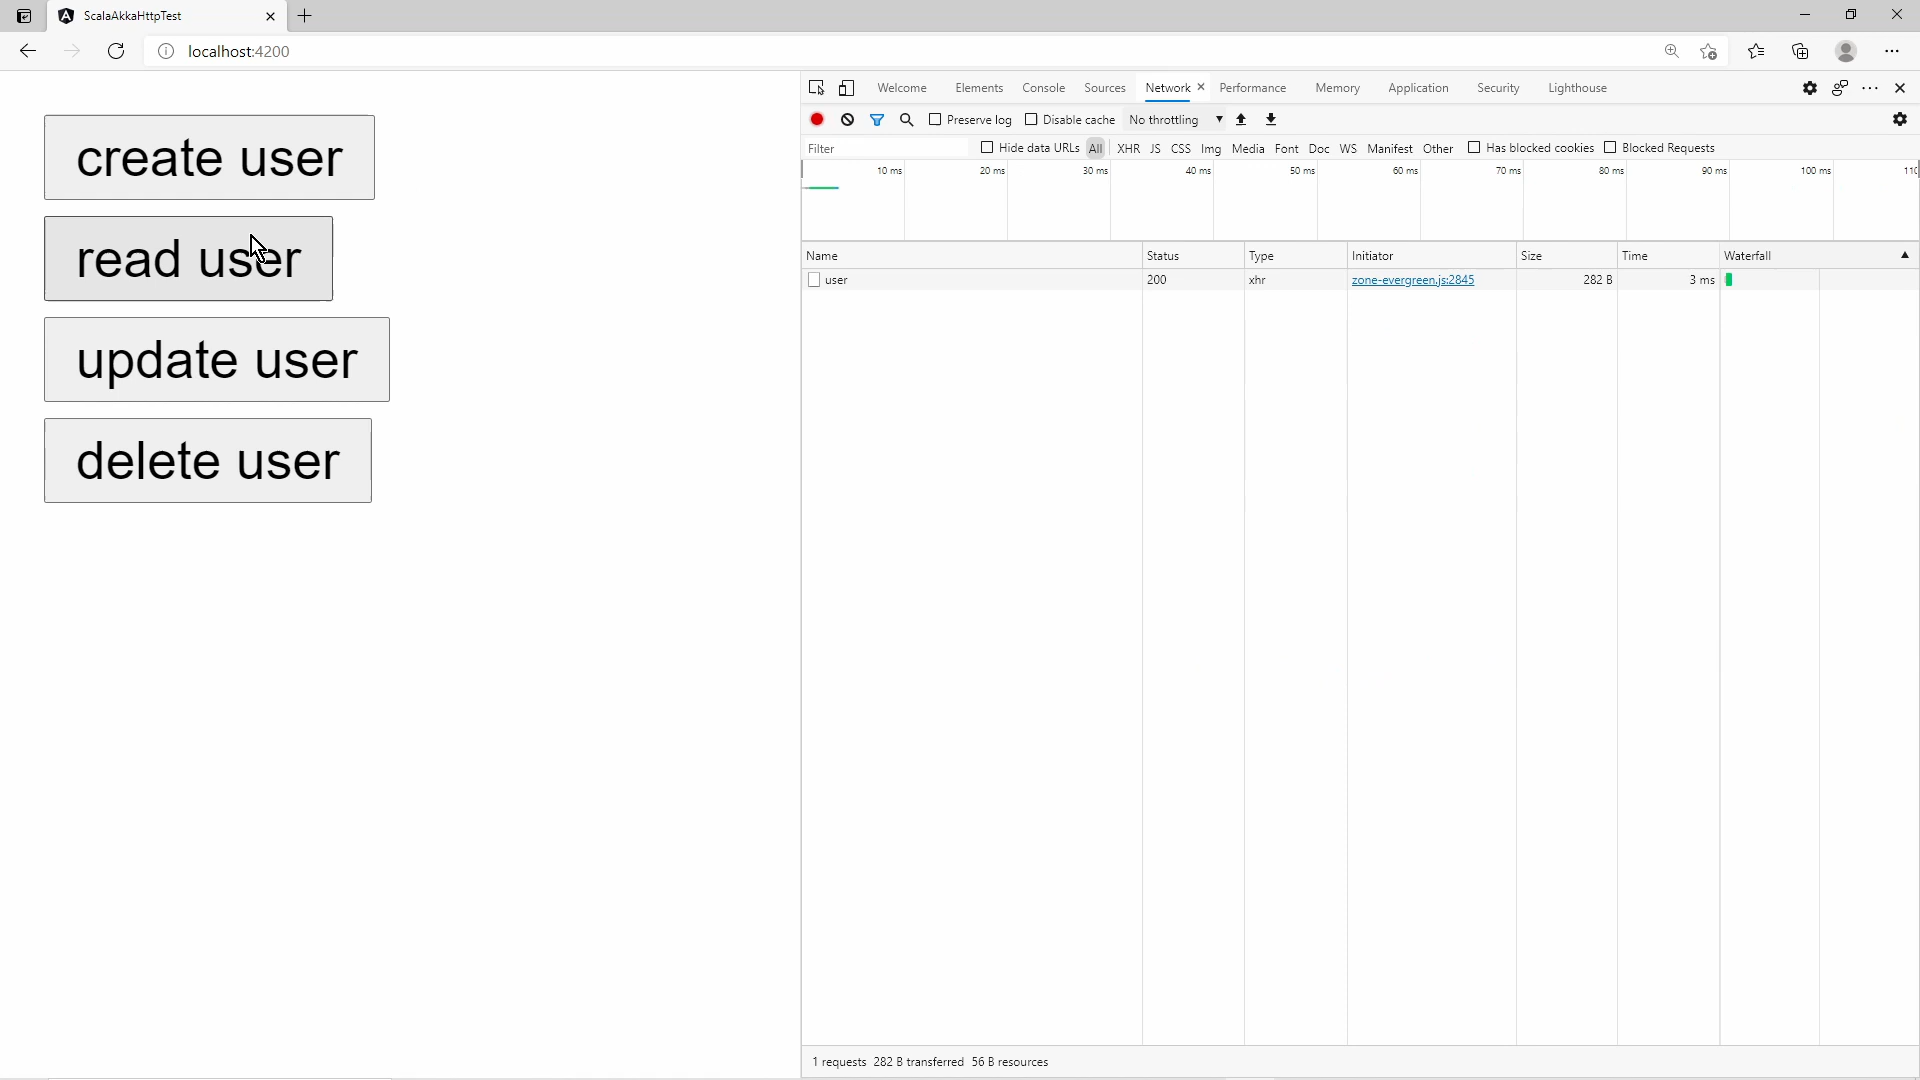 ScalaAkkaHttpTest
localhost:4200
create user
read user
update user
delete user
Welcome Elements Console Sources Network Performance Memory Application Security Lighthouse
Preserve log Disable cache No throttling
Filter Hide data URLs All XHR JS CSS Img Media Font Doc WS Manifest Other Has blocked cookies Blocked Requests
10 ms 20 ms 30 ms 40 ms 50 ms 60 ms 70 ms 80 ms 90 ms 100 ms 110
Name Status Type Initiator Size Time Waterfall
user 200 xhr zone-evergreen.js:2845 282 B 3 ms
1 requests 282 B transferred 56 B resources